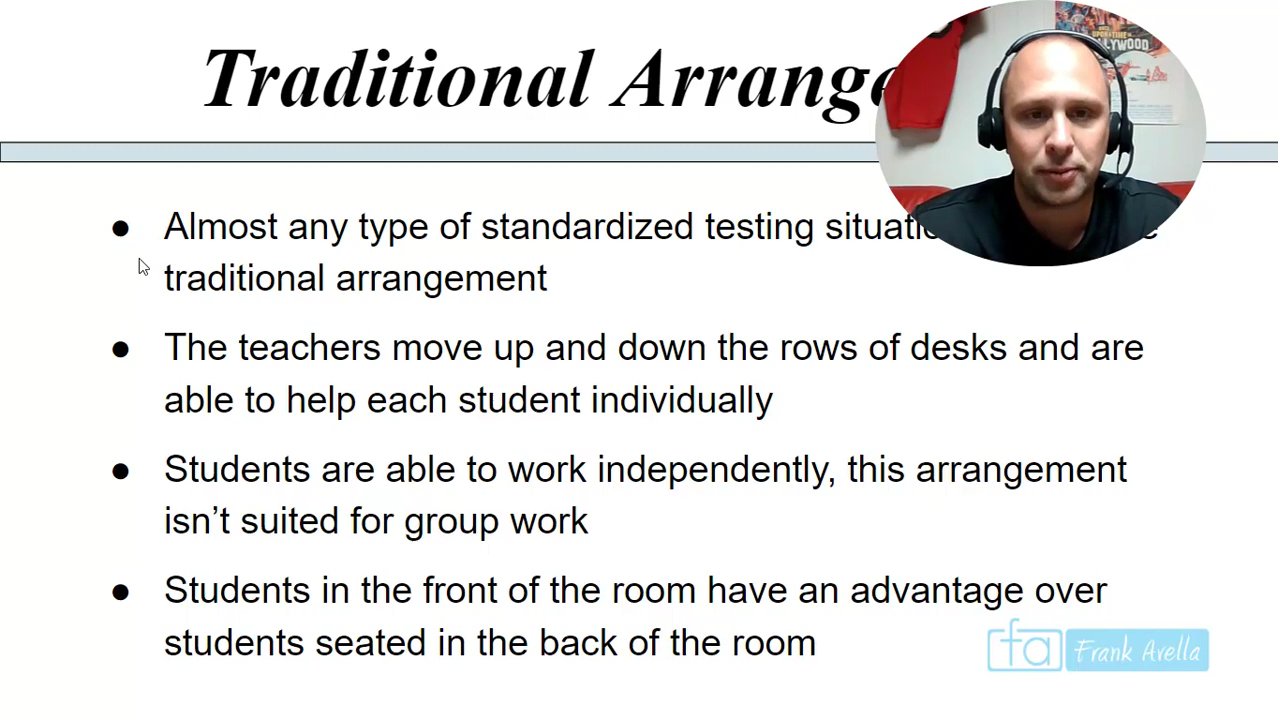 Traditional Arrange
Almost any type of standardized testing
traditional arrangement
The teachers move up and down the rows of desks and are
able to help each student individually
Students are able to work independently, this arrangement
isn’t suited for group work
Students in the front of the room have an advantage over
students seated in the back of the room
fa Frank Avella
HOLLYWOOD